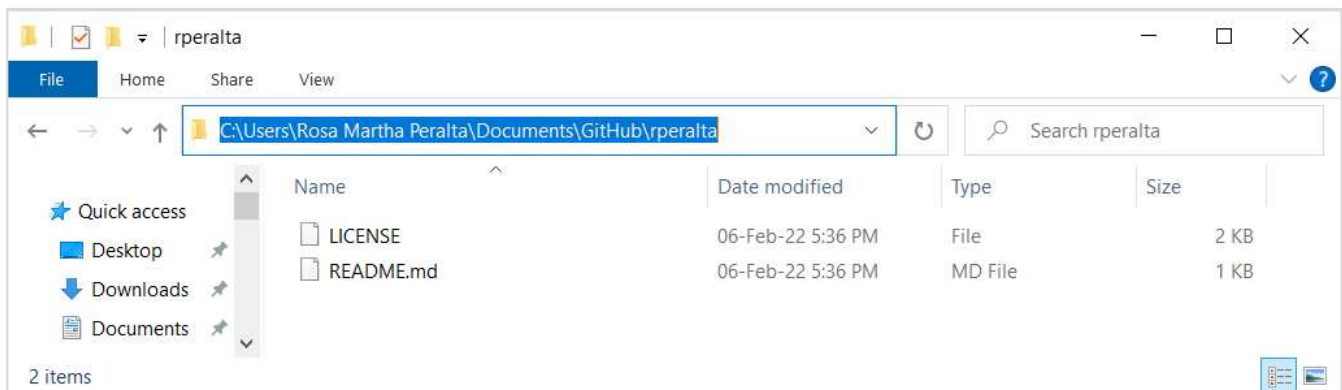 rperalta
File Home Share View
C:\Users\Rosa Martha Peralta\Documents\GitHub\rperalta
Search rperalta
Name Date modified Type Size
Quick access
Desktop
Downloads
Documents
LICENSE 06-Feb-22 5:36 PM File 2 KB
README.md 06-Feb-22 5:36 PM MD File 1 KB
2 items